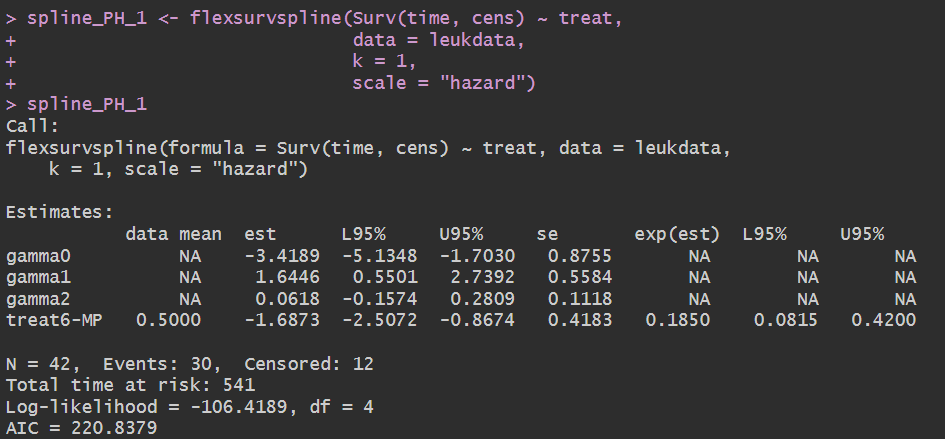 > spline_PH_1 <- flexsurvspline(Surv(time, cens) ~ treat,
+                               data = leukdata,
+                               k = 1,
+                               scale = "hazard")
> spline_PH_1
Call:
flexsurvspline(formula = Surv(time, cens) ~ treat, data = leukdata,
    k = 1, scale = "hazard")

Estimates:
           data mean  est      L95%     U95%     se       exp(est)  L95%     U95%
gamma0          NA    -3.4189  -5.1348  -1.7030   0.8755       NA        NA       NA
gamma1          NA     1.6446   0.5501   2.7392   0.5584       NA        NA       NA
gamma2          NA     0.0618  -0.1574   0.2809   0.1118       NA        NA       NA
treat6-MP   0.5000    -1.6873  -2.5072  -0.8674   0.4183   0.1850    0.0815   0.4200

N = 42,  Events: 30,  Censored: 12
Total time at risk: 541
Log-likelihood = -106.4189, df = 4
AIC = 220.8379